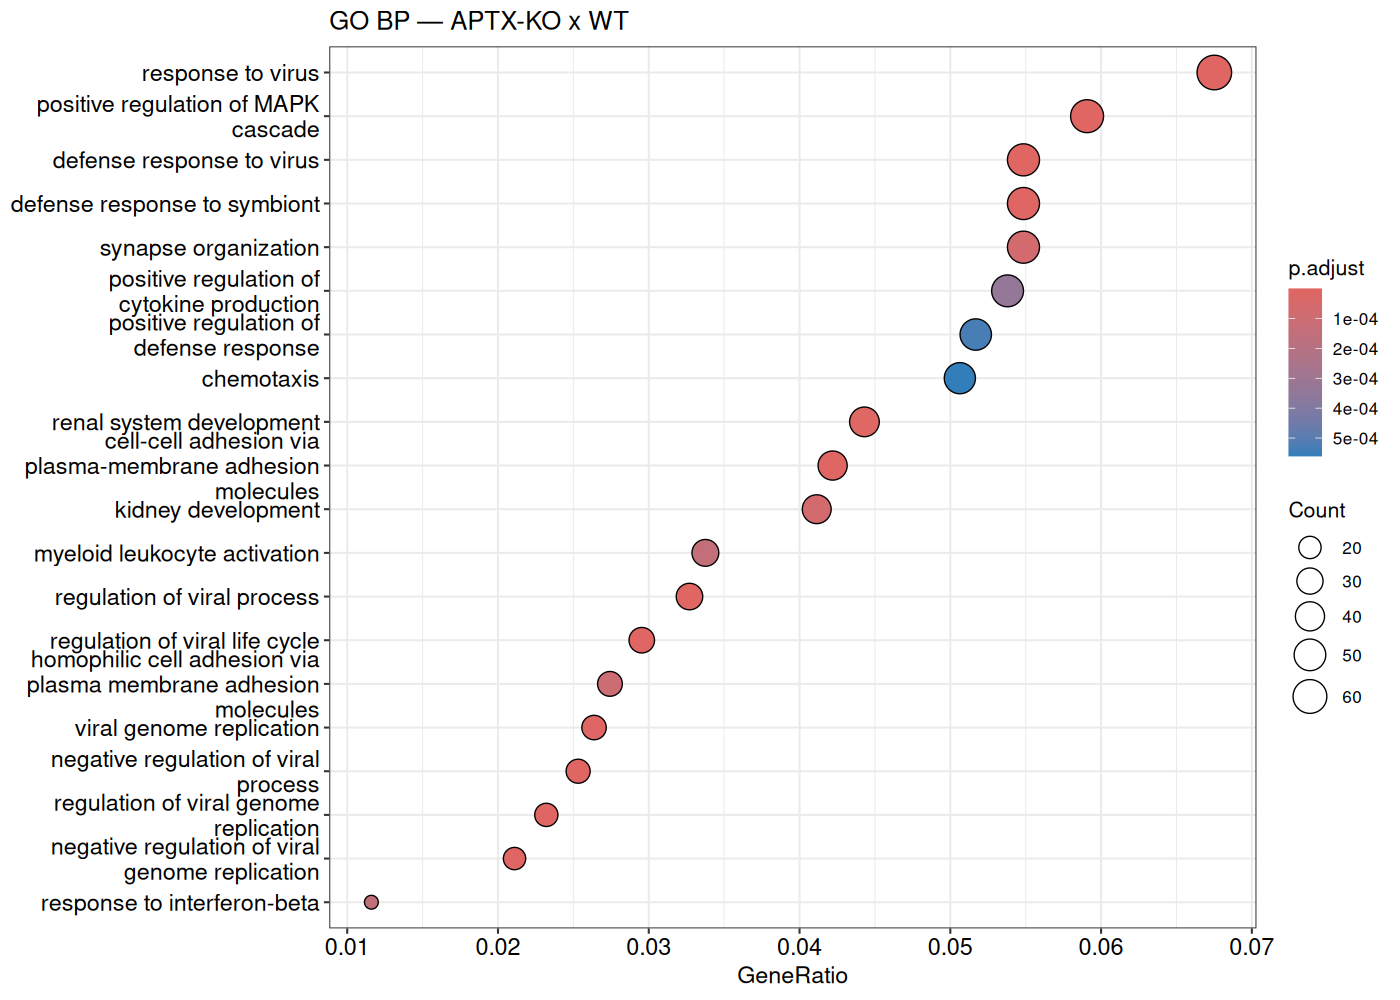 GO BP — APTX-KO x WT
response to virus
positive regulation of MAPK
cascade
defense response to virus
defense response to symbiont
synapse organization
positive regulation of
cytokine production
positive regulation of
defense response
chemotaxis
renal system development
cell-cell adhesion via
plasma-membrane adhesion
molecules
kidney development
myeloid leukocyte activation
regulation of viral process
regulation of viral life cycle
homophilic cell adhesion via
plasma membrane adhesion
molecules
viral genome replication
negative regulation of viral
process
regulation of viral genome
replication
negative regulation of viral
genome replication
response to interferon-beta
0.01 0.02 0.03 0.04 0.05 0.06 0.07
GeneRatio
p.adjust
1e-04
2e-04
3e-04
4e-04
5e-04
Count
20
30
40
50
60